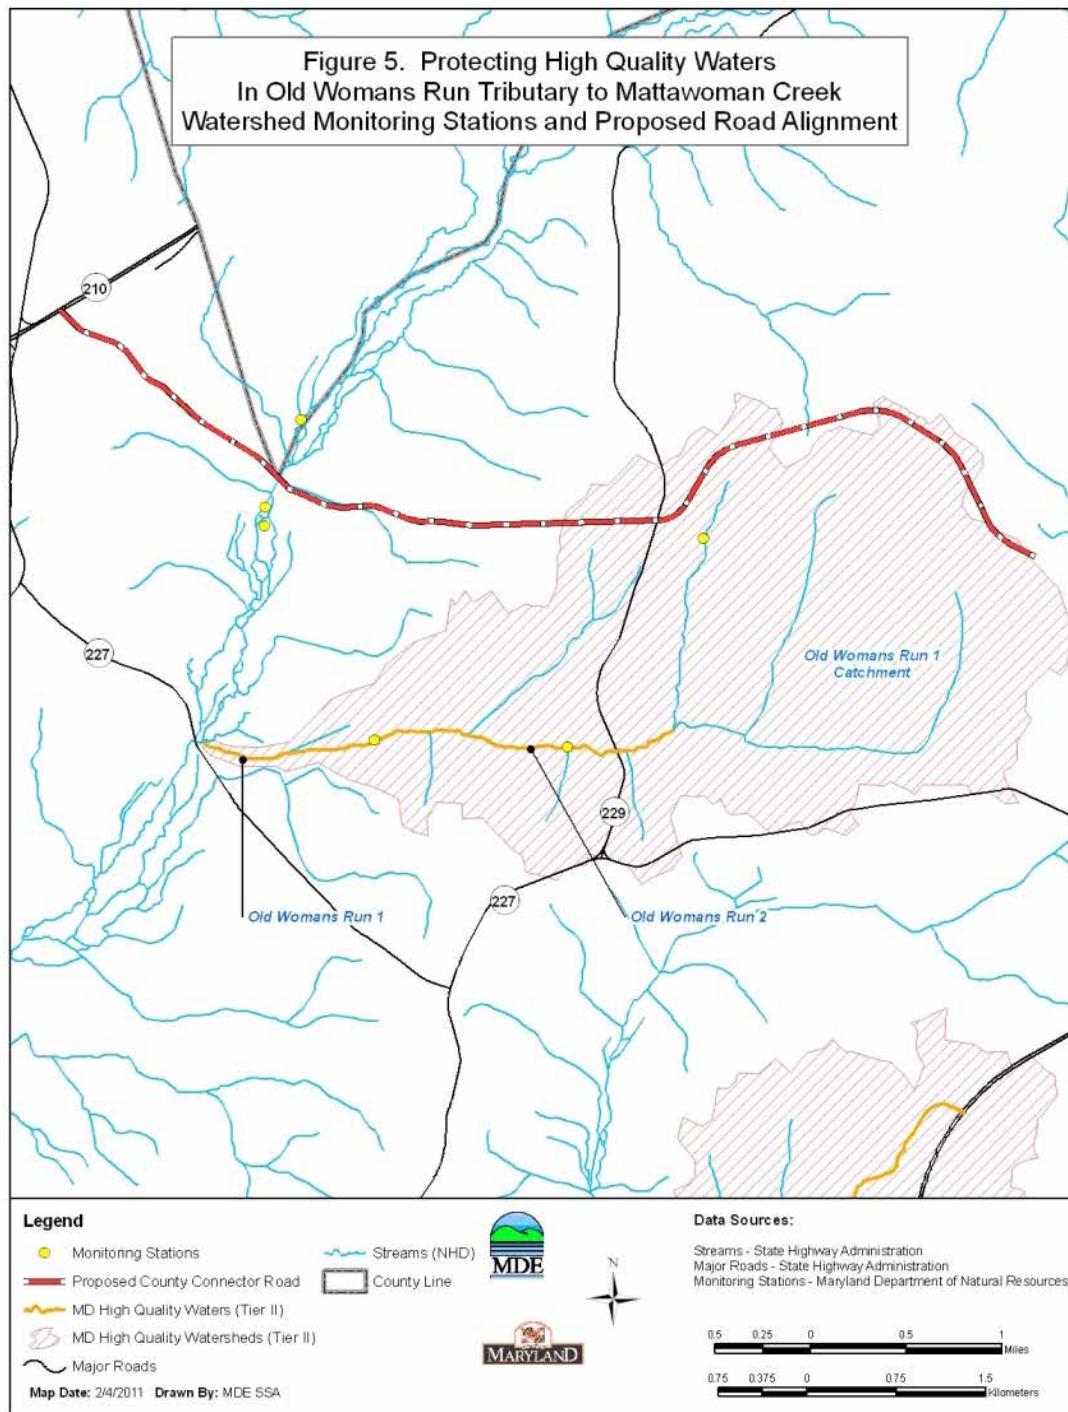 Figure 5. Protecting High Quality Waters
In Old Womans Run Tributary to Mattawoman Creek
Watershed Monitoring Stations and Proposed Road Alignment
210
227
Old Womans Run 1
Catchment
229
227
Old Womans Run 1
Old Womans Run 2
Legend
Monitoring Stations
Proposed County Connector Road
MD High Quality Waters (Tier II)
MD High Quality Watersheds (Tier II)
Major Roads
Streams (NHD)
County Line
Map Date: 2/4/2011 Drawn By: MDE SSA
MDE
MARYLAND
N
Data Sources:
Streams - State Highway Administration
Major Roads - State Highway Administration
Monitoring Stations - Maryland Department of Natural Resources
0.5 0.25 0 0.5 1
Miles
0.75 0.375 0 0.75 1.5
Kilometers